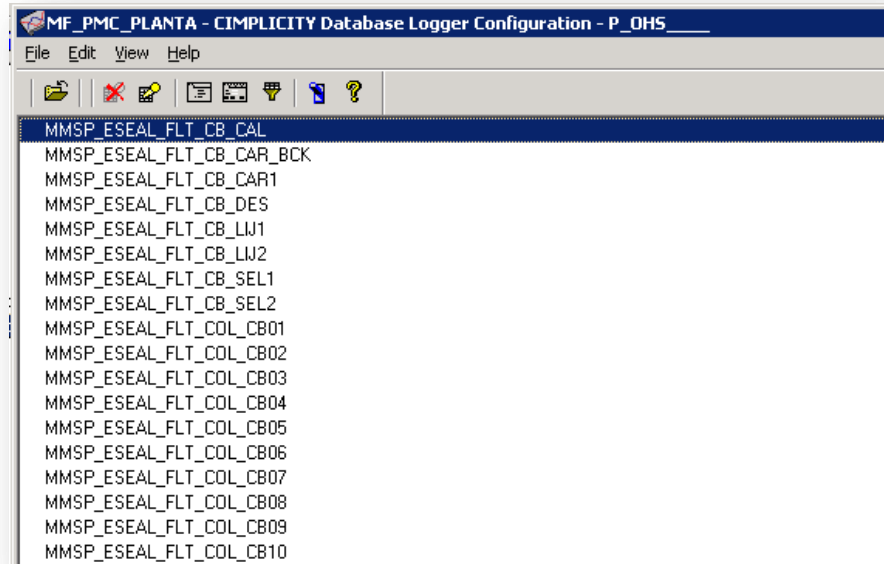 MF_PMC_PLANTA - CIMPLICITY Database Logger Configuration - P_OHS____
File Edit View Help
MMSP_ESEAL_FLT_CB_CAL
MMSP_ESEAL_FLT_CB_CAR_BCK
MMSP_ESEAL_FLT_CB_CAR1
MMSP_ESEAL_FLT_CB_DES
MMSP_ESEAL_FLT_CB_LIJ1
MMSP_ESEAL_FLT_CB_LIJ2
MMSP_ESEAL_FLT_CB_SEL1
MMSP_ESEAL_FLT_CB_SEL2
MMSP_ESEAL_FLT_COL_CB01
MMSP_ESEAL_FLT_COL_CB02
MMSP_ESEAL_FLT_COL_CB03
MMSP_ESEAL_FLT_COL_CB04
MMSP_ESEAL_FLT_COL_CB05
MMSP_ESEAL_FLT_COL_CB06
MMSP_ESEAL_FLT_COL_CB07
MMSP_ESEAL_FLT_COL_CB08
MMSP_ESEAL_FLT_COL_CB09
MMSP_ESEAL_FLT_COL_CB10